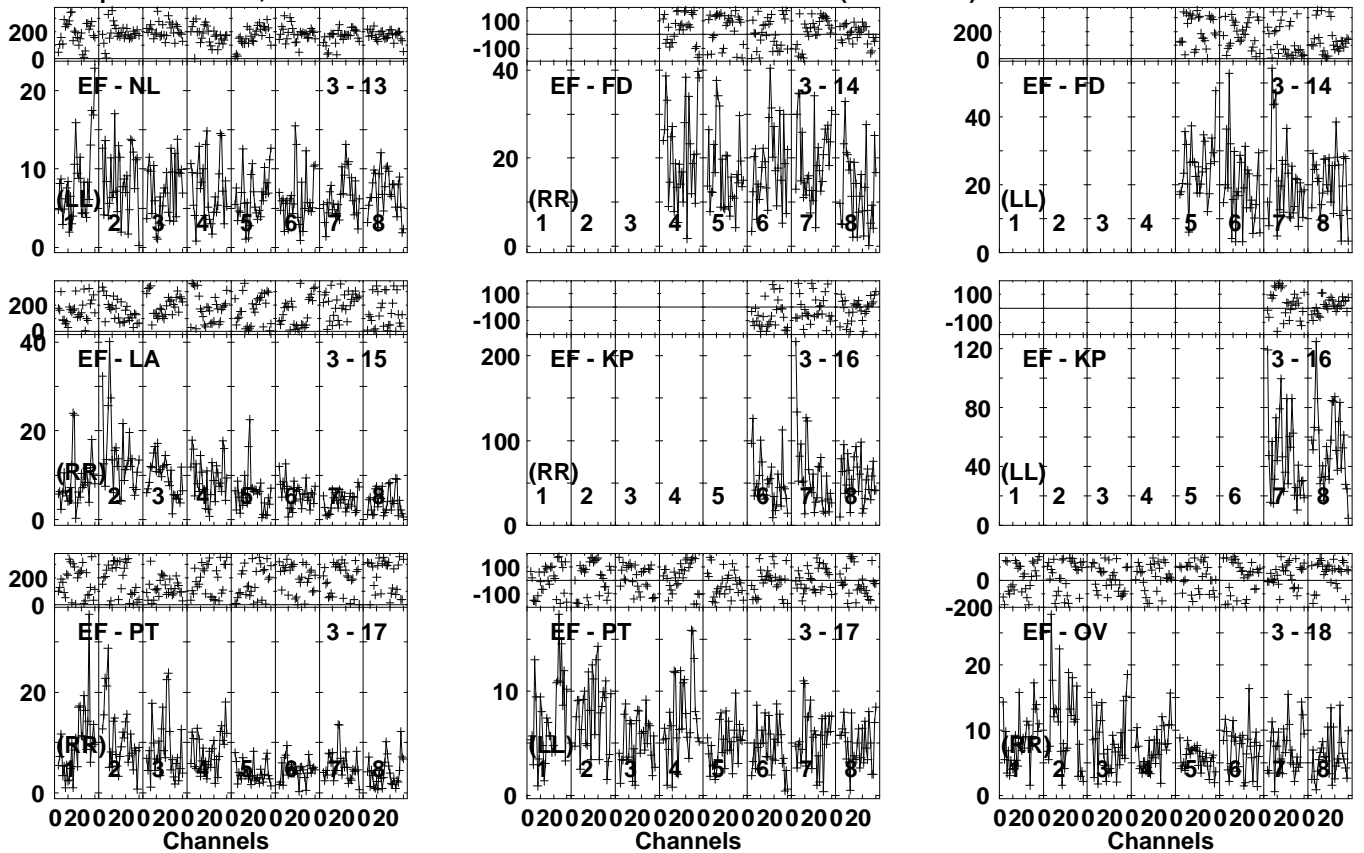 200 0 100 -100 200 0
EF - NL 3 - 13 EF - FD 3 - 14 EF - FD 3 - 14
20 10 0 40 20 0 40 20 0
(LL) (RR) (LL)
1 2 3 4 5 6 7 8 1 2 3 4 5 6 7 8 1 2 3 4 5 6 7 8
200 0 100 -100 100 -100
EF - LA 3 - 15 EF - KP 3 - 16 EF - KP 3 - 16
40 20 0 200 100 0 120 80 40 0
(RR) (RR) (LL)
1 2 3 4 5 6 7 8 1 2 3 4 5 6 7 8 1 2 3 4 5 6 7 8
200 0 100 -100 0 -200
EF - PT 3 - 17 EF - PT 3 - 17 EF - OV 3 - 18
20 0 10 0 20 10 0
(RR) (LL) (RR)
1 2 3 4 5 6 7 8 1 2 3 4 5 6 7 8 1 2 3 4 5 6 7 8
0 20 0 20 0 20 0 20 0 20 0 20 0 20 0 20 0 20 0 20 0 20 0 20 0 20 0 20 0 20 0 20 0 20 0 20 0 20 0 20 0 20 0 20 0 20 0 20
Channels Channels Channels